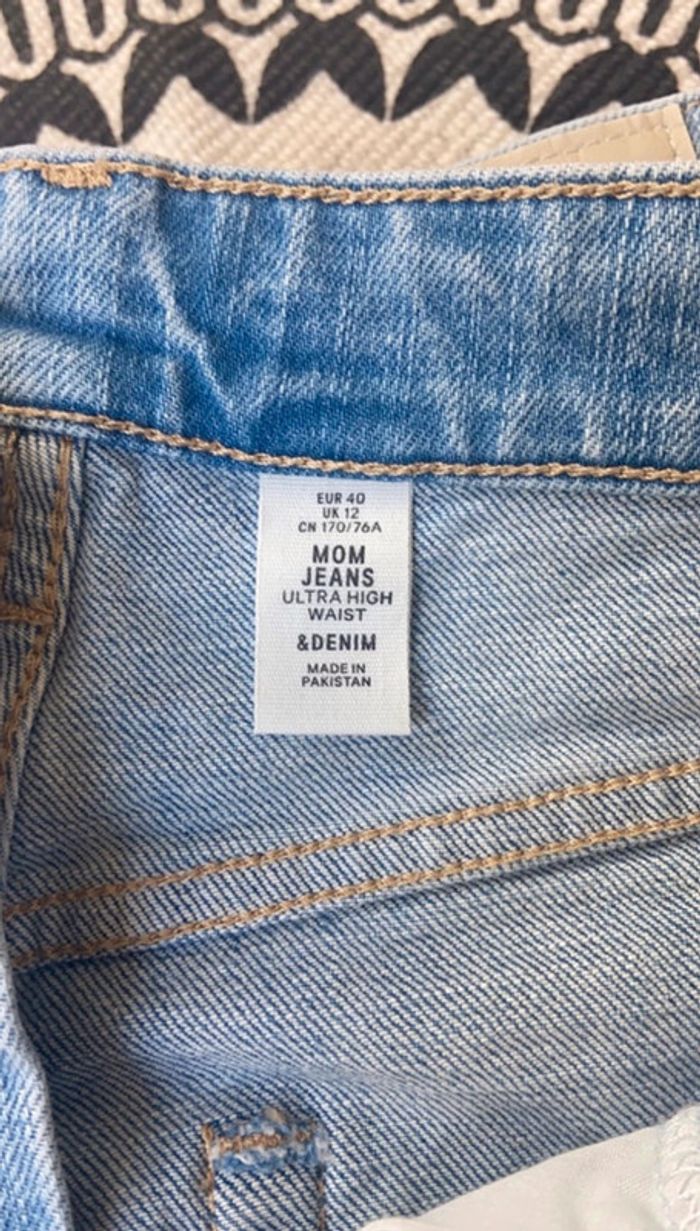 EUR 40
UK 12
CN 170/76A
MOM
JEANS
ULTRA HIGH
WAIST
&DENIM
MADE IN
PAKISTAN